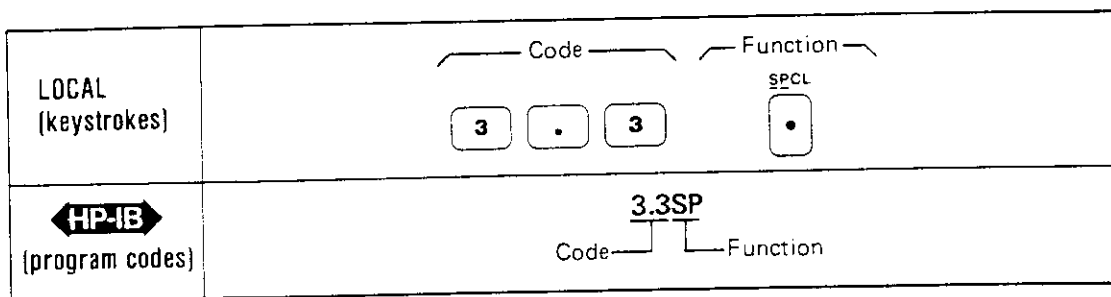 LOCAL
(keystrokes)
Code Function
SPCL
3 . 3 •
HP-IB
(program codes)
3.3SP
Code Function